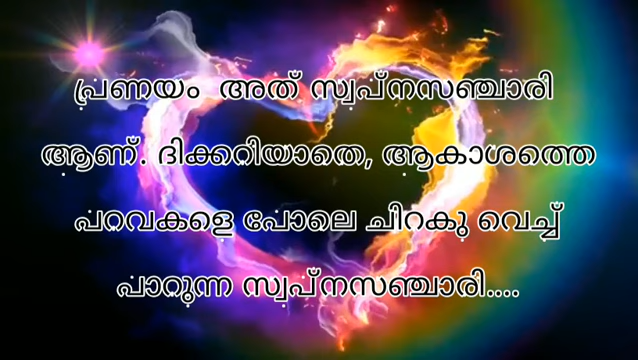 പ്രണയം അത് സ്വപ്നസഞ്ചാരി
ആണ്. ദിക്കറിയാതെ, ആകാശത്തെ
പറവകളെ പോലെ ചിറകു വെച്ച്
പാറുന്ന സ്വപ്നസഞ്ചാരി....